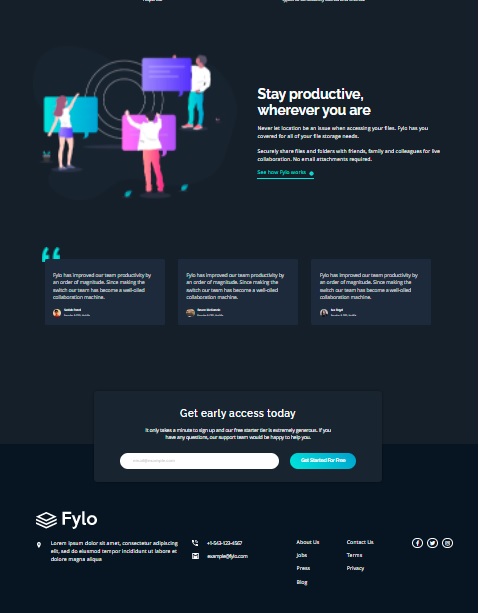 Stay productive,
wherever you are
Never let location be an issue when accessing your files. Fylo has you
covered for all of your file storage needs.
Securely share files and folders with friends, family and colleagues for live
collaboration. No email attachments required.
See how Fylo works
“
Fylo has improved our team productivity by
an order of magnitude. Since making the
switch our team has become a well-oiled
collaboration machine.
Fylo has improved our team productivity by
an order of magnitude. Since making the
switch our team has become a well-oiled
collaboration machine.
Fylo has improved our team productivity by
an order of magnitude. Since making the
switch our team has become a well-oiled
collaboration machine.
Get early access today
It only takes a minute to sign up and our free starter tier is extremely generous. If you
have any questions, our support team would be happy to help you.
email@example.com
Get Started For Free
Fylo
Lorem ipsum dolor sit amet, consectetur adipiscing
elit, sed do eiusmod tempor incididunt ut labore et
dolore magna aliqua
+1-543-123-4567
example@fylo.com
About Us
Jobs
Press
Blog
Contact Us
Terms
Privacy